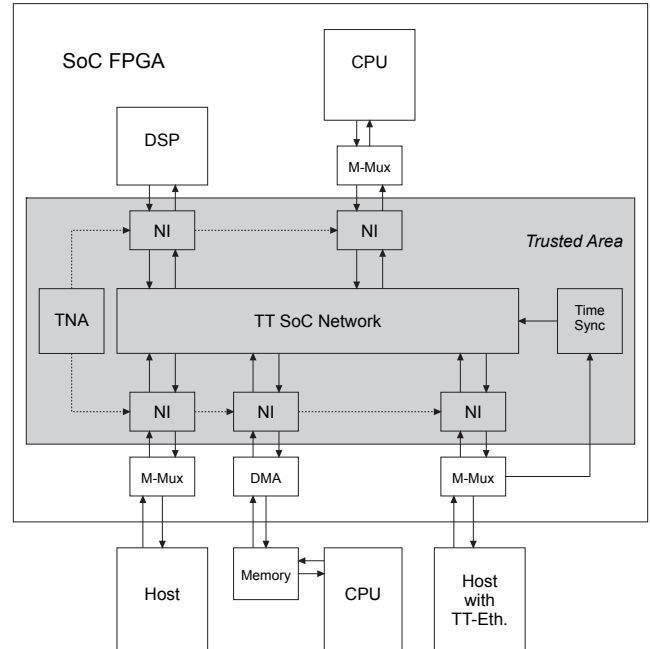 SoC FPGA
CPU
DSP
M-Mux
NI
NI
Trusted Area
TNA
TT SoC Network
Time
Sync
NI
NI
NI
M-Mux
DMA
M-Mux
Host
Memory
CPU
Host
with
TT-Eth.